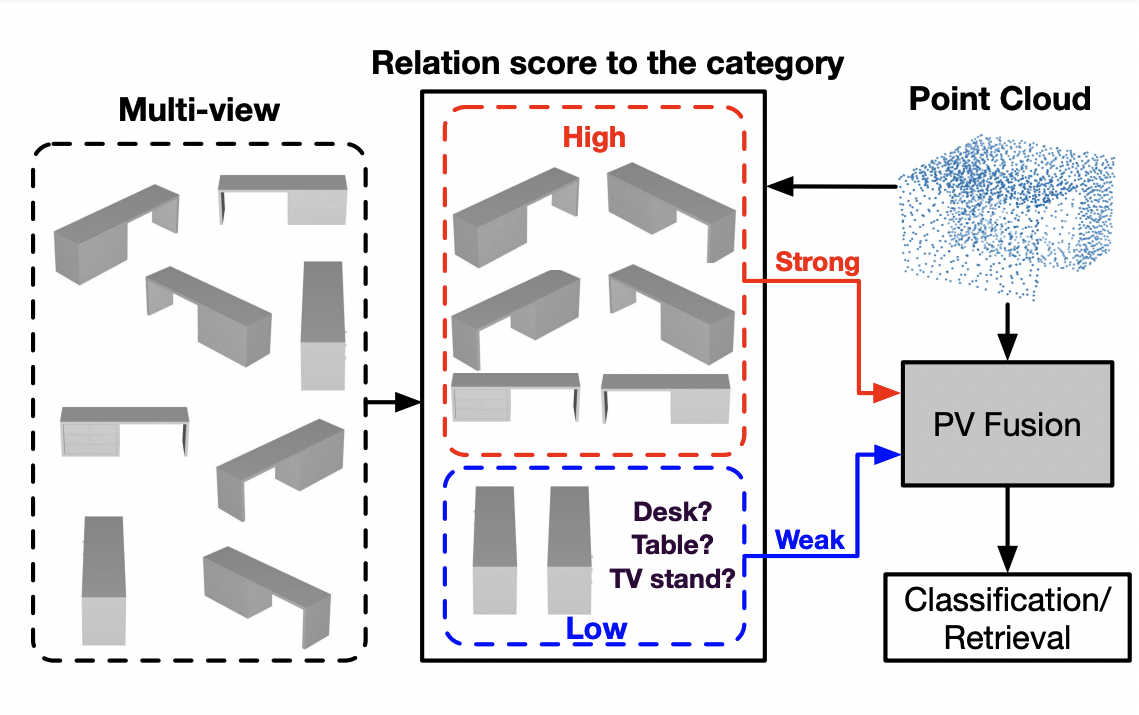 Relation score to the category
Multi-view
Point Cloud
High
Strong
PV Fusion
Desk?
Table?
TV stand?
Weak
Low
Classification/
Retrieval